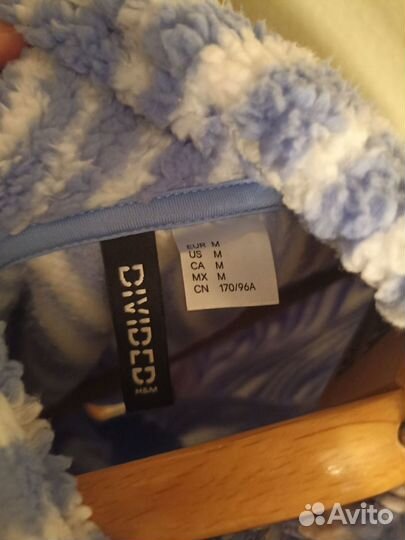 DIVIDED
H&M
EUR M
US M
CA M
MX M
CN 170/96A
Avito